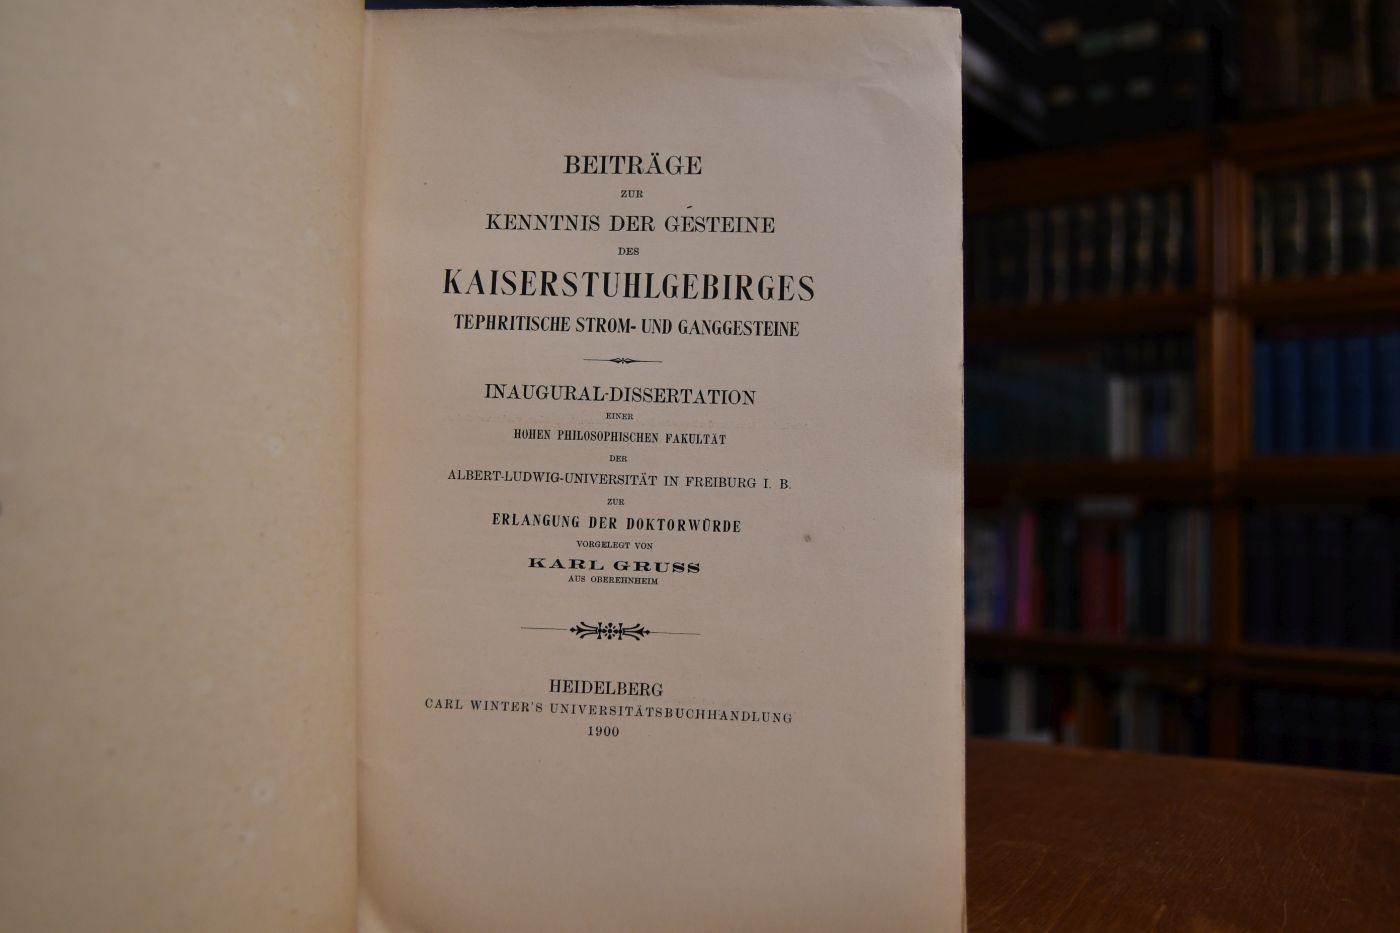 BEITRÄGE
ZUR
KENNTNIS DER GESTEINE
DES
KAISERSTUHLGEBIRGES
TEPHRITISCHE STROM- UND GANGGESTEINE
INAUGURAL-DISSERTATION
EINER
HOHEN PHILOSOPHISCHEN FAKULTÄT
DER
ALBERT-LUDWIG-UNIVERSITÄT IN FREIBURG I. B.
ZUR
ERLANGUNG DER DOKTORWÜRDE
VORGELEGT VON
KARL GRUSS
AUS OBEREHNHEIM
HEIDELBERG
CARL WINTER'S UNIVERSITÄTSBUCHHANDLUNG
1900